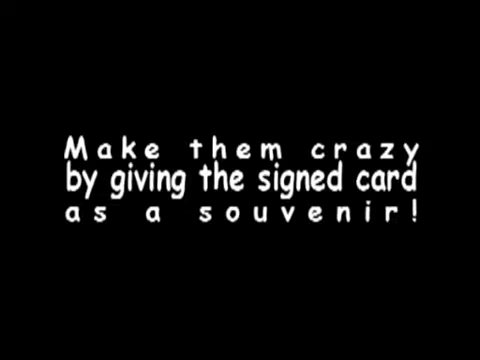 Make them crazy
by giving the signed card
as a souvenir!